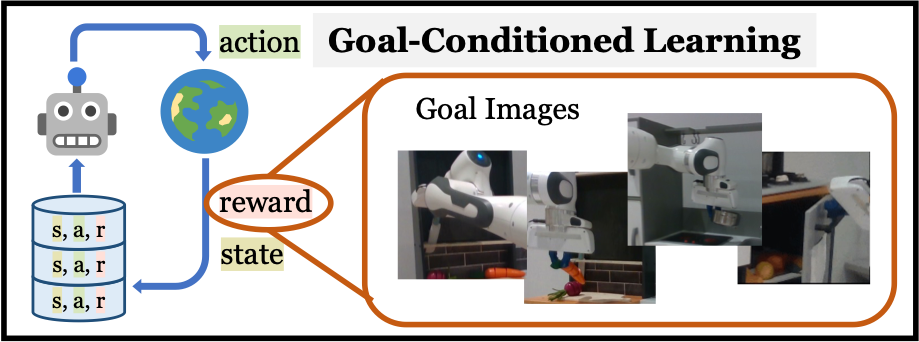 action
Goal-Conditioned Learning
Goal Images
reward
state
s, a, r
s, a, r
s, a, r